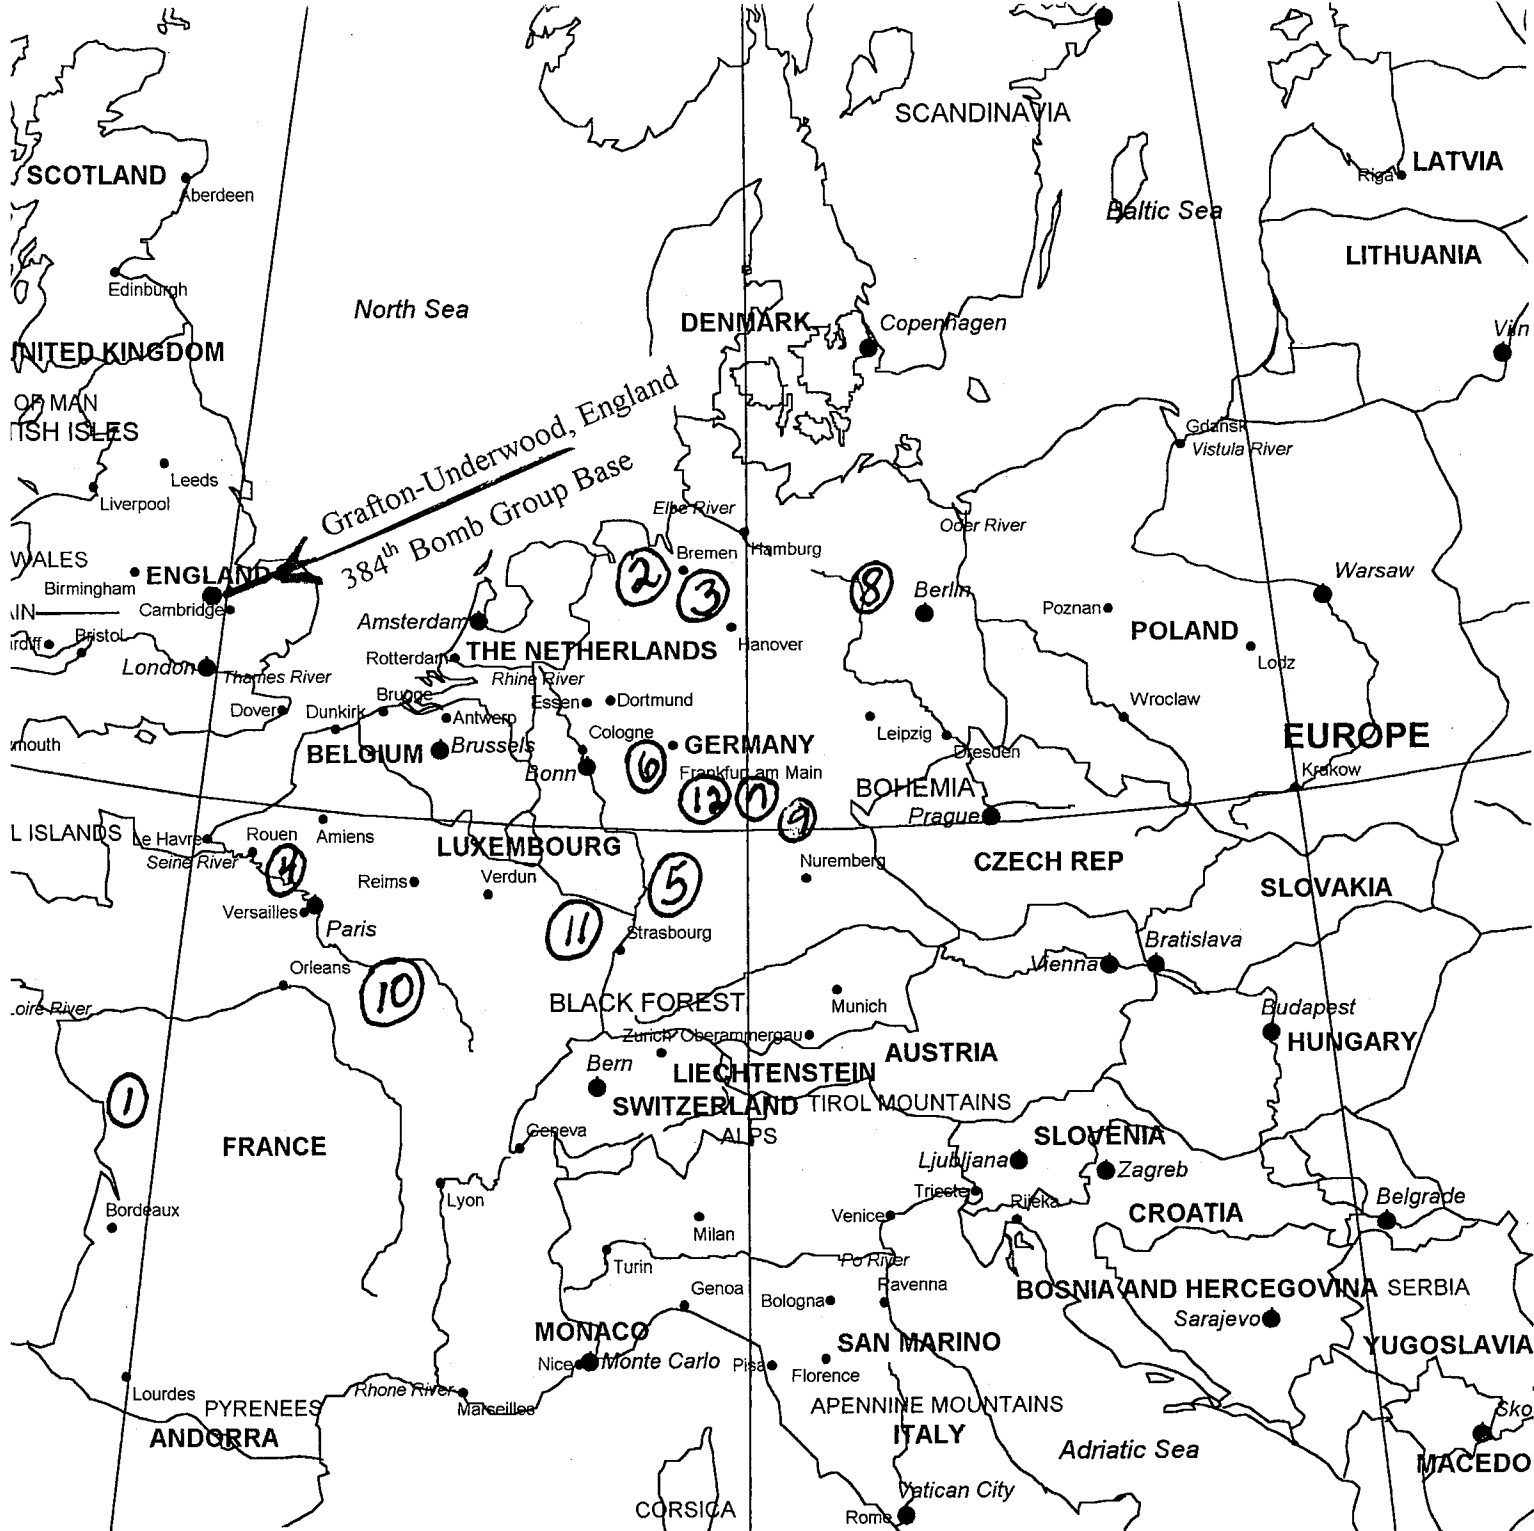 SCANDINAVIA
SCOTLAND
LATVIA
Riga
Aberdeen
Baltic Sea
LITHUANIA
Edinburgh
North Sea
DENMARK
Copenhagen
Viln
NITED KINGDOM
OF MAN
TISH ISLES
Grafton-Underwood, England
384th Bomb Group Base
Gdansk
Vistula River
Leeds
Liverpool
Elbe River
Oder River
Bremen
Hamburg
WALES
Birmingham
ENGLAND
2
3
8
Berlin
Warsaw
Cambridge
AIN
Poznan
Amsterdam
Bristol
rdiff
Hanover
POLAND
THE NETHERLANDS
Rotterdam
London
Thames River
Rhine River
Lodz
Brugge
Essen
Dortmund
Dover
Dunkirk
Antwerp
Wroclaw
Cologne
Leipzig
EUROPE
mouth
BELGIUM
Brussels
GERMANY
Dresden
Bonn
6
Frankfurt am Main
Krakow
BOHEMIA
12
7
9
Prague
L ISLANDS
Le Havre
Rouen
Amiens
LUXEMBOURG
Seine River
4
Nuremberg
CZECH REP
Reims
Verdun
5
SLOVAKIA
Versailles
Paris
11
Strasbourg
Bratislava
Vienna
Orleans
10
BLACK FOREST
Munich
Loire River
Budapest
Zurich
Oberammergau
HUNGARY
AUSTRIA
Bern
LIECHTENSTEIN
1
SWITZERLAND
TIROL MOUNTAINS
ALPS
FRANCE
Geneva
SLOVENIA
Ljubljana
Zagreb
Lyon
Trieste
Rijeka
Belgrade
Bordeaux
Venice
CROATIA
Milan
Turin
Po River
Ravenna
Genoa
Bologna
BOSNIA AND HERCEGOVINA
SERBIA
Sarajevo
MONACO
SAN MARINO
YUGOSLAVIA
Nice
Monte Carlo
Pisa
Florence
Lourdes
Rhone River
Marseilles
PYRENEES
APENNINE MOUNTAINS
Sko
ANDORRA
ITALY
Adriatic Sea
MACEDO
Vatican City
CORSICA
Rome